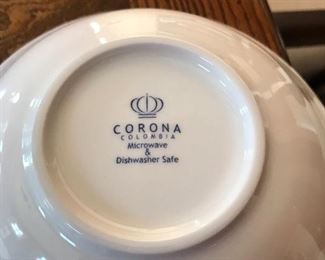 CORONA
COLOMBIA
Microwave
&
Dishwasher Safe